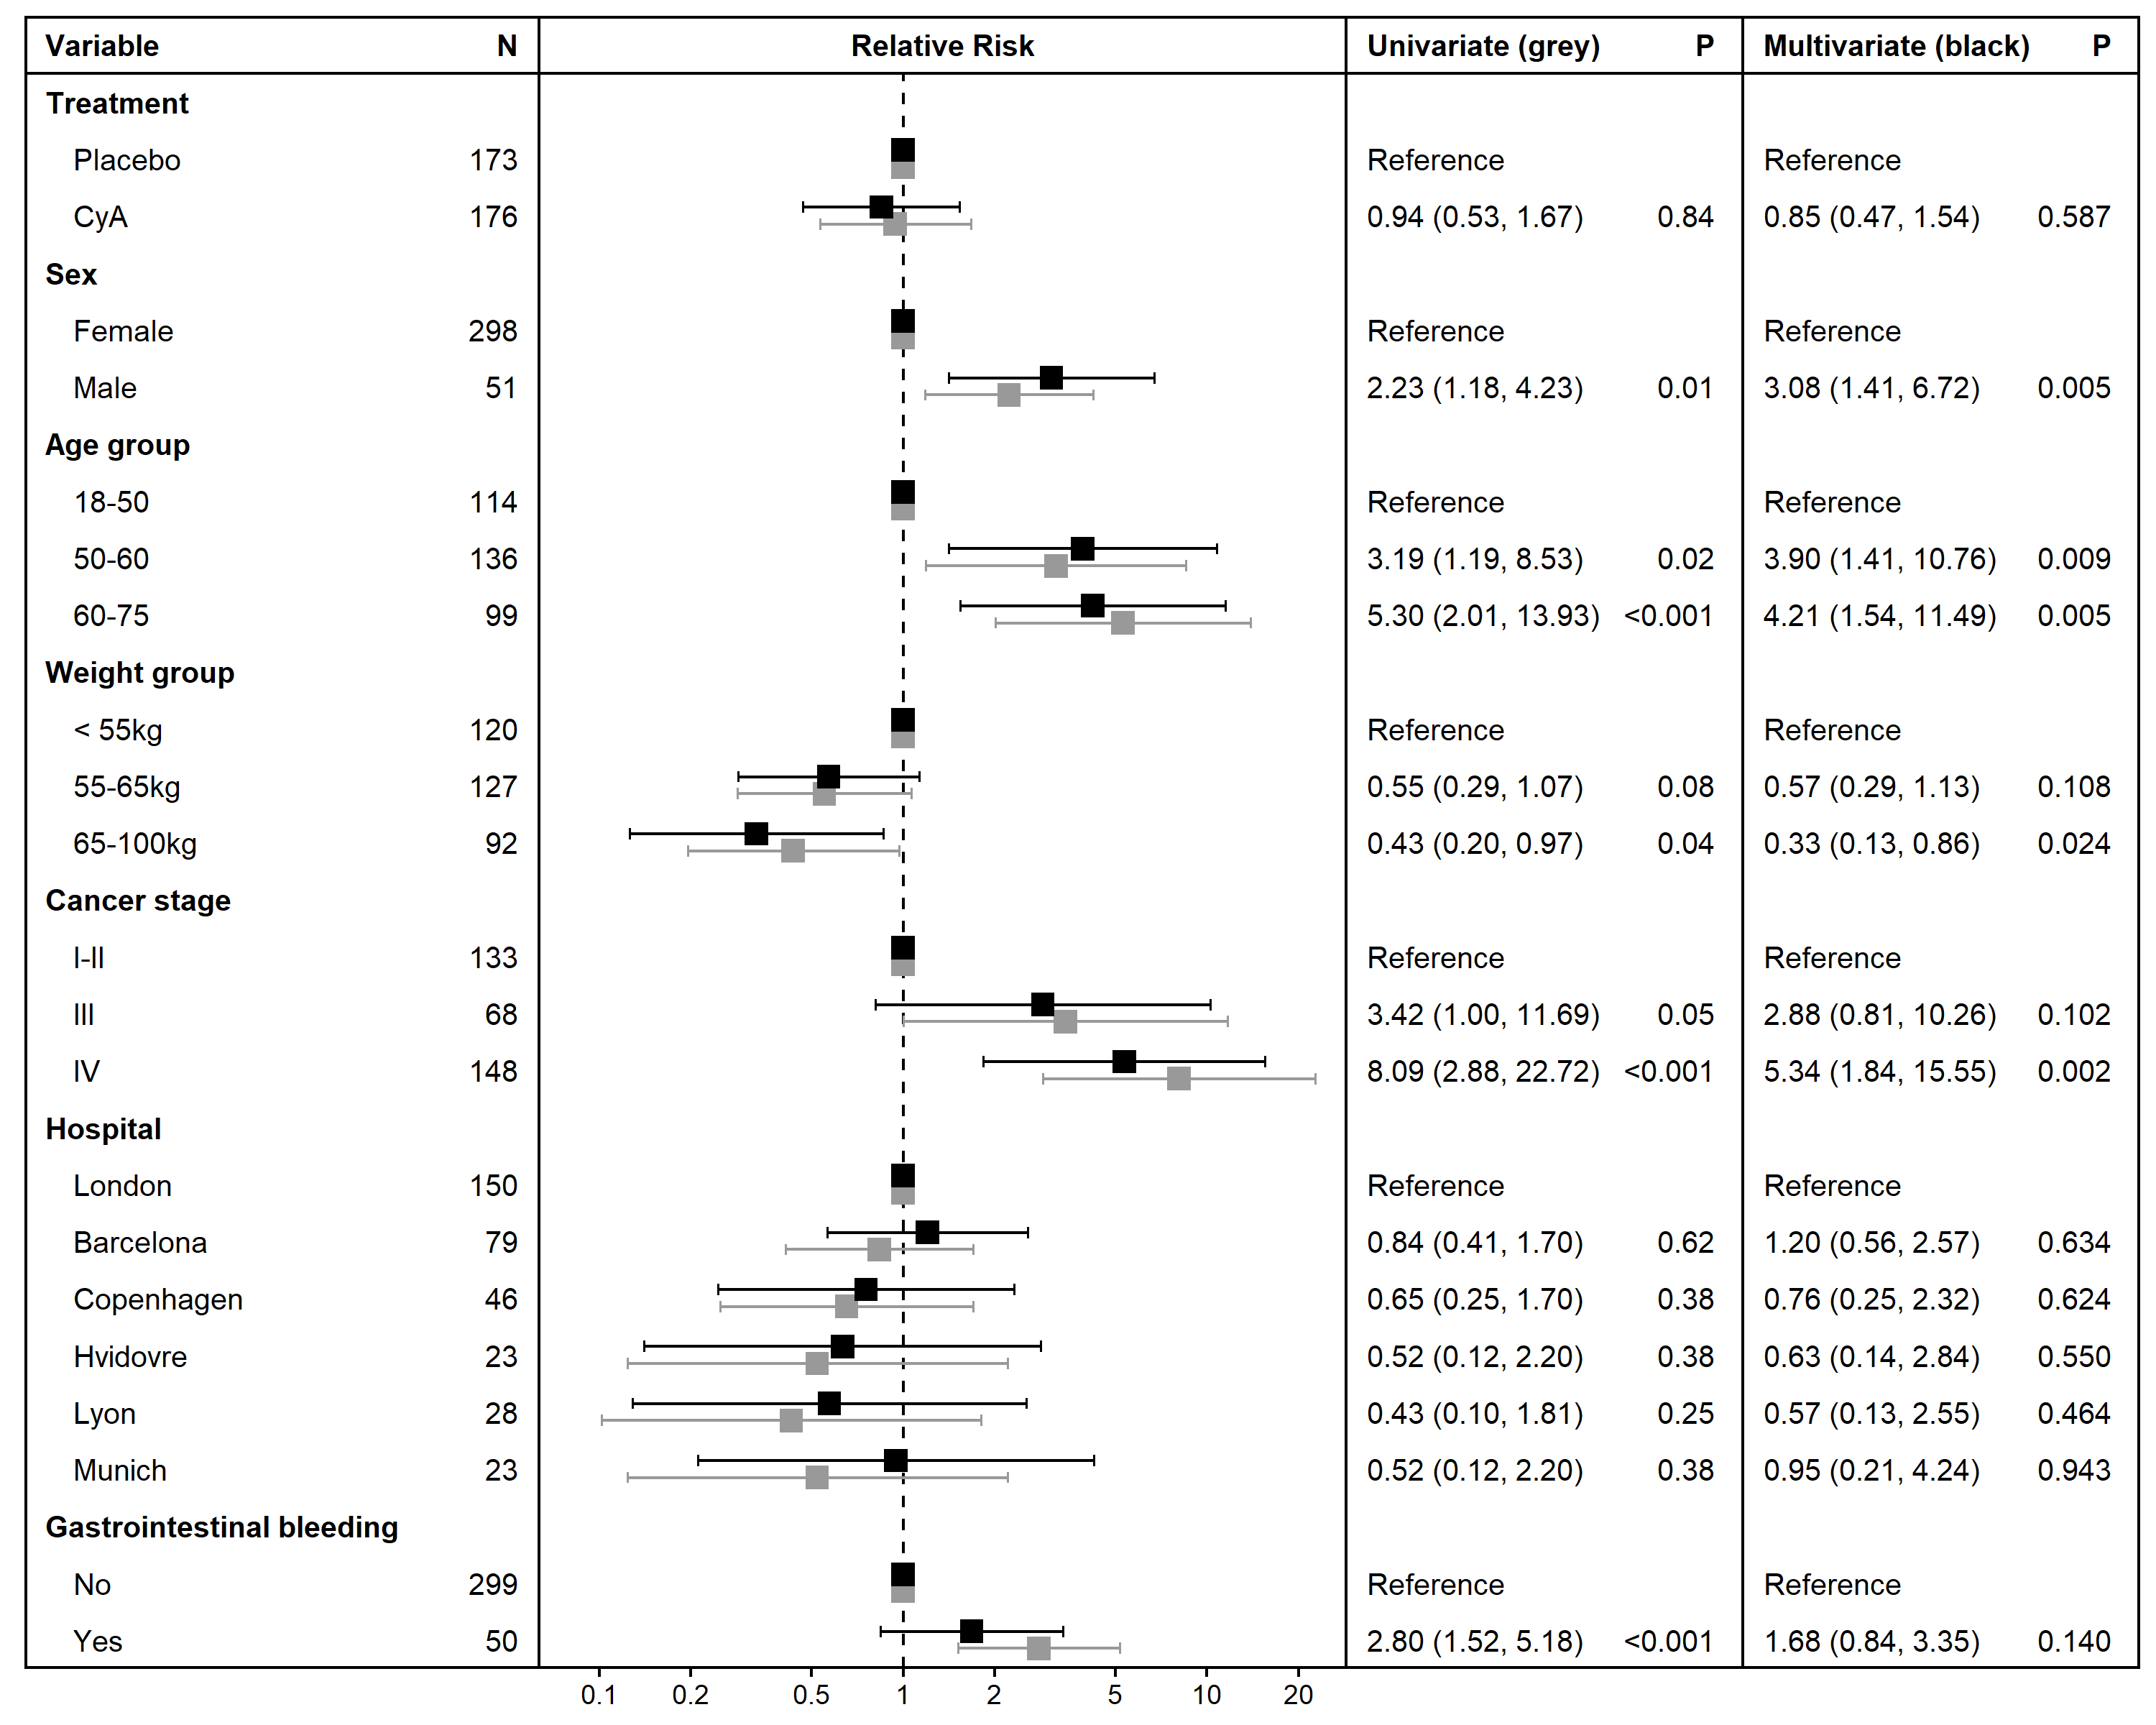 Variable N Relative Risk Univariate (grey) P Multivariate (black) P
Treatment
Placebo 173 Reference Reference
CyA 176 0.94 (0.53, 1.67) 0.84 0.85 (0.47, 1.54) 0.587
Sex
Female 298 Reference Reference
Male 51 2.23 (1.18, 4.23) 0.01 3.08 (1.41, 6.72) 0.005
Age group
18-50 114 Reference Reference
50-60 136 3.19 (1.19, 8.53) 0.02 3.90 (1.41, 10.76) 0.009
60-75 99 5.30 (2.01, 13.93) <0.001 4.21 (1.54, 11.49) 0.005
Weight group
< 55kg 120 Reference Reference
55-65kg 127 0.55 (0.29, 1.07) 0.08 0.57 (0.29, 1.13) 0.108
65-100kg 92 0.43 (0.20, 0.97) 0.04 0.33 (0.13, 0.86) 0.024
Cancer stage
I-II 133 Reference Reference
III 68 3.42 (1.00, 11.69) 0.05 2.88 (0.81, 10.26) 0.102
IV 148 8.09 (2.88, 22.72) <0.001 5.34 (1.84, 15.55) 0.002
Hospital
London 150 Reference Reference
Barcelona 79 0.84 (0.41, 1.70) 0.62 1.20 (0.56, 2.57) 0.634
Copenhagen 46 0.65 (0.25, 1.70) 0.38 0.76 (0.25, 2.32) 0.624
Hvidovre 23 0.52 (0.12, 2.20) 0.38 0.63 (0.14, 2.84) 0.550
Lyon 28 0.43 (0.10, 1.81) 0.25 0.57 (0.13, 2.55) 0.464
Munich 23 0.52 (0.12, 2.20) 0.38 0.95 (0.21, 4.24) 0.943
Gastrointestinal bleeding
No 299 Reference Reference
Yes 50 2.80 (1.52, 5.18) <0.001 1.68 (0.84, 3.35) 0.140
0.1 0.2 0.5 1 2 5 10 20